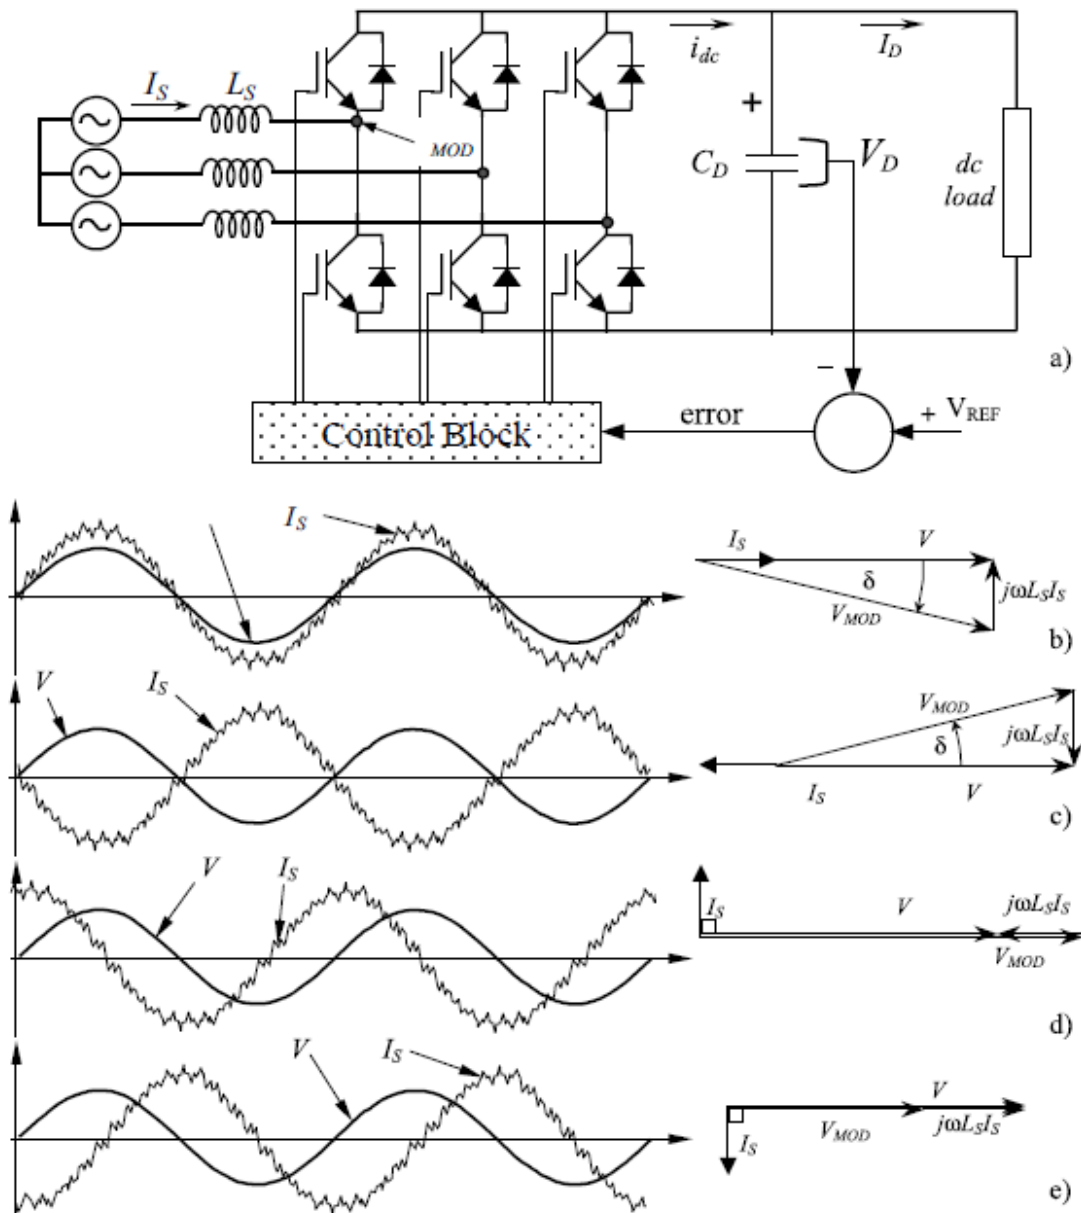 i_dc I_D
I_S L_S
+
MOD
C_D V_D dc
load
a)
−
error + V_REF
Control Block
I_S
I_S V
δ jωL_SI_S
V_MOD
b)
V I_S
V_MOD
jωL_SI_S
δ
I_S V
c)
V I_S
I_S V jωL_SI_S
V_MOD
d)
V I_S
V
V_MOD jωL_SI_S
I_S
e)